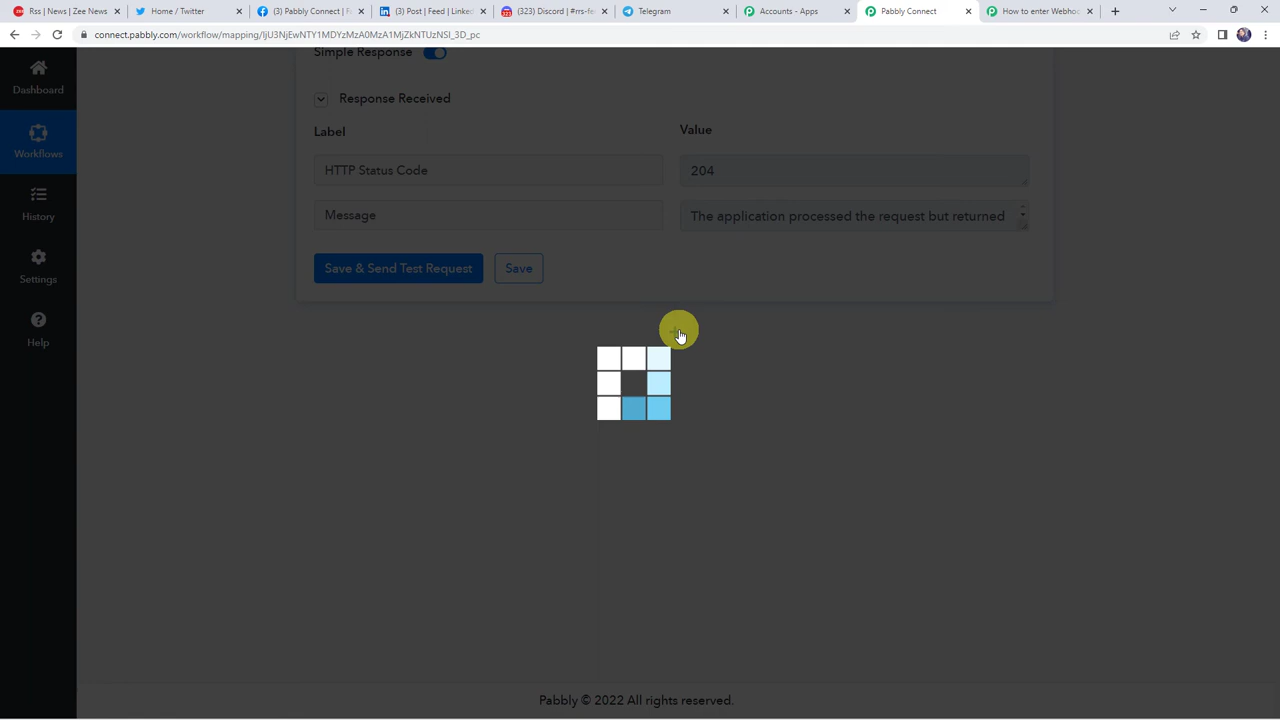 Rss | News | Zee News
Home / Twitter
(3) Pabbly Connect | F
(3) Post | Feed | Linked
(323) Discord | #rrs-fe
Telegram
Accounts - Apps
Pabbly Connect
How to enter Webhoo
connect.pabbly.com/workflow/mapping/IjU3NjEwNTY1MDYzMzA0MzA1MjZkNTUzNSI_3D_pc
Simple Response
Dashboard
Response Received
Label
Value
Workflows
HTTP Status Code
204
History
Message
The application processed the request but returned
Save & Send Test Request
Save
Settings
Help
Pabbly © 2022 All rights reserved.